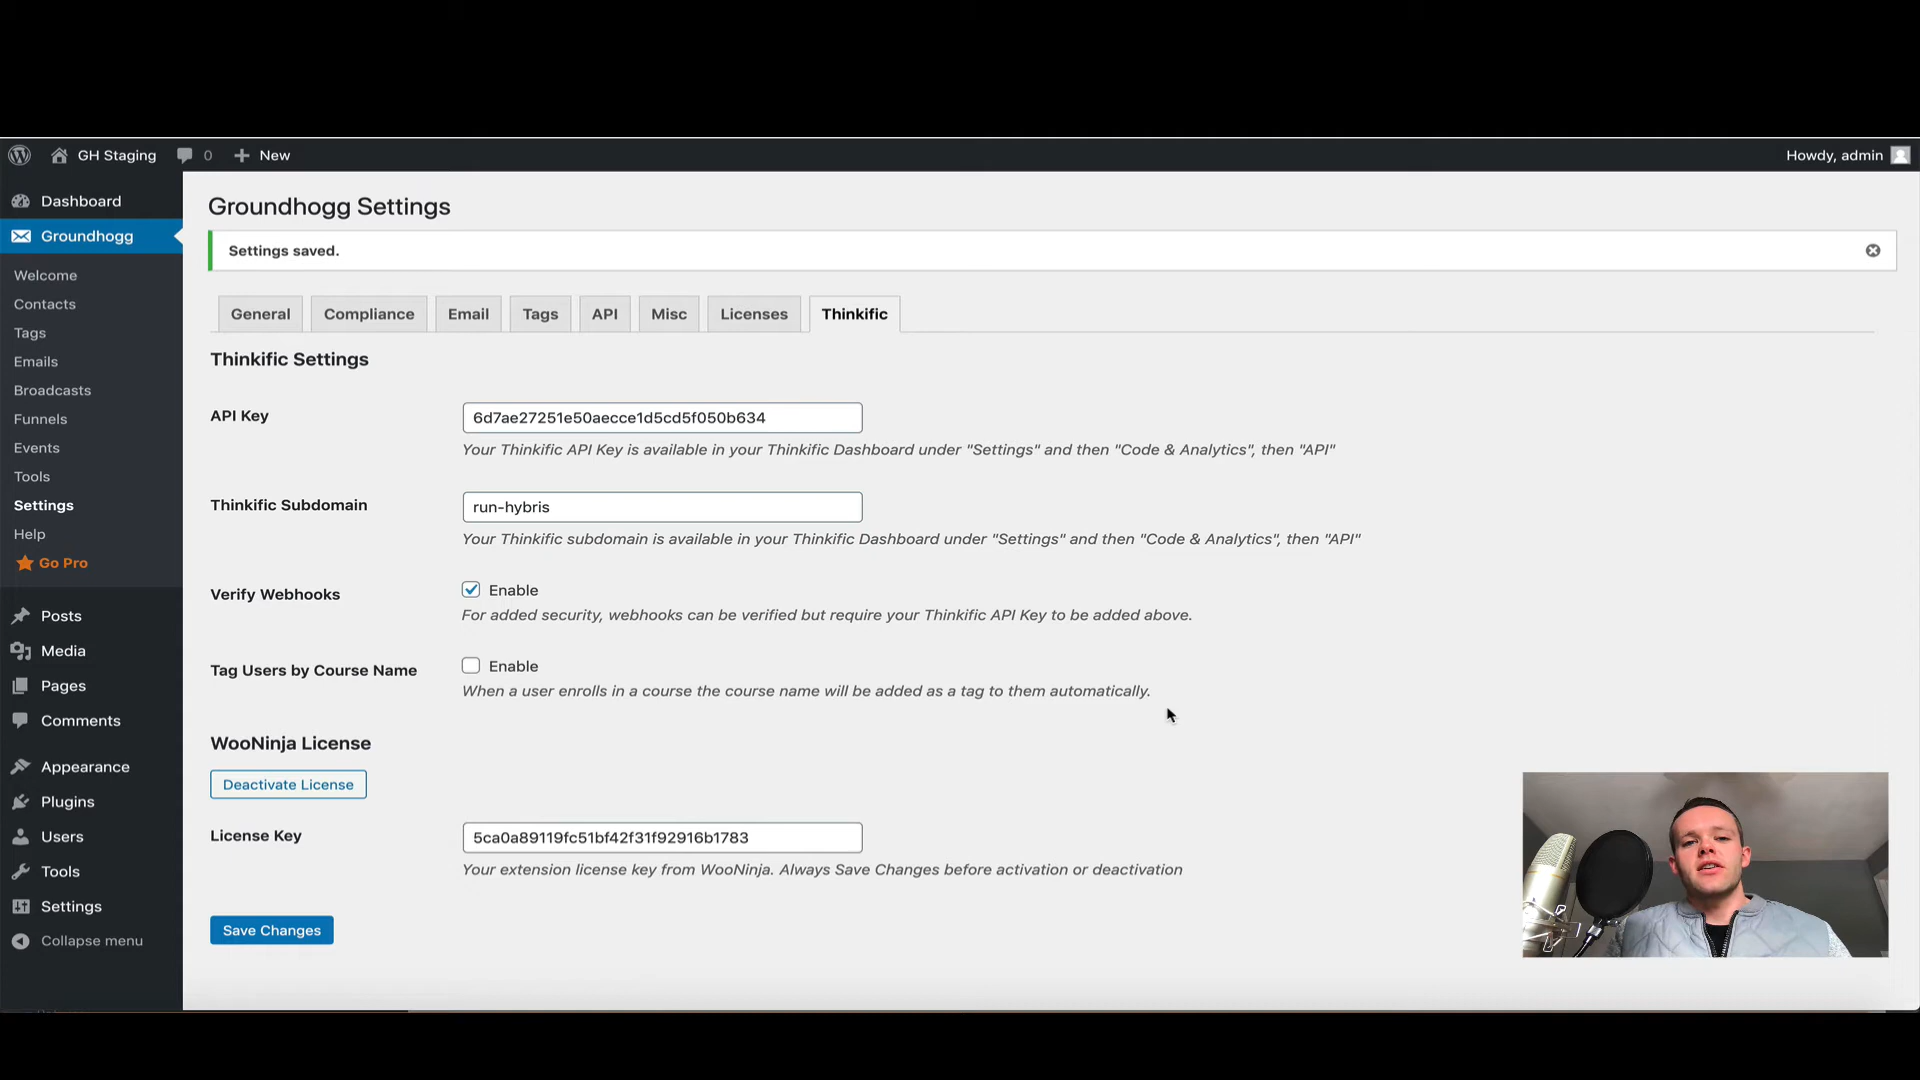 GH Staging 0 New Howdy, admin
Dashboard
Groundhogg
Welcome
Contacts
Tags
Emails
Broadcasts
Funnels
Events
Tools
Settings
Help
Go Pro
Posts
Media
Pages
Comments
Appearance
Plugins
Users
Tools
Settings
Collapse menu
Groundhogg Settings
Settings saved.
General Compliance Email Tags API Misc Licenses Thinkific
Thinkific Settings
API Key 6d7ae27251e50aecce1d5cd5f050b634
Your Thinkific API Key is available in your Thinkific Dashboard under "Settings" and then "Code & Analytics", then "API"
Thinkific Subdomain run-hybris
Your Thinkific subdomain is available in your Thinkific Dashboard under "Settings" and then "Code & Analytics", then "API"
Verify Webhooks Enable
For added security, webhooks can be verified but require your Thinkific API Key to be added above.
Tag Users by Course Name Enable
When a user enrolls in a course the course name will be added as a tag to them automatically.
WooNinja License
Deactivate License
License Key 5ca0a89119fc51bf42f31f92916b1783
Your extension license key from WooNinja. Always Save Changes before activation or deactivation
Save Changes